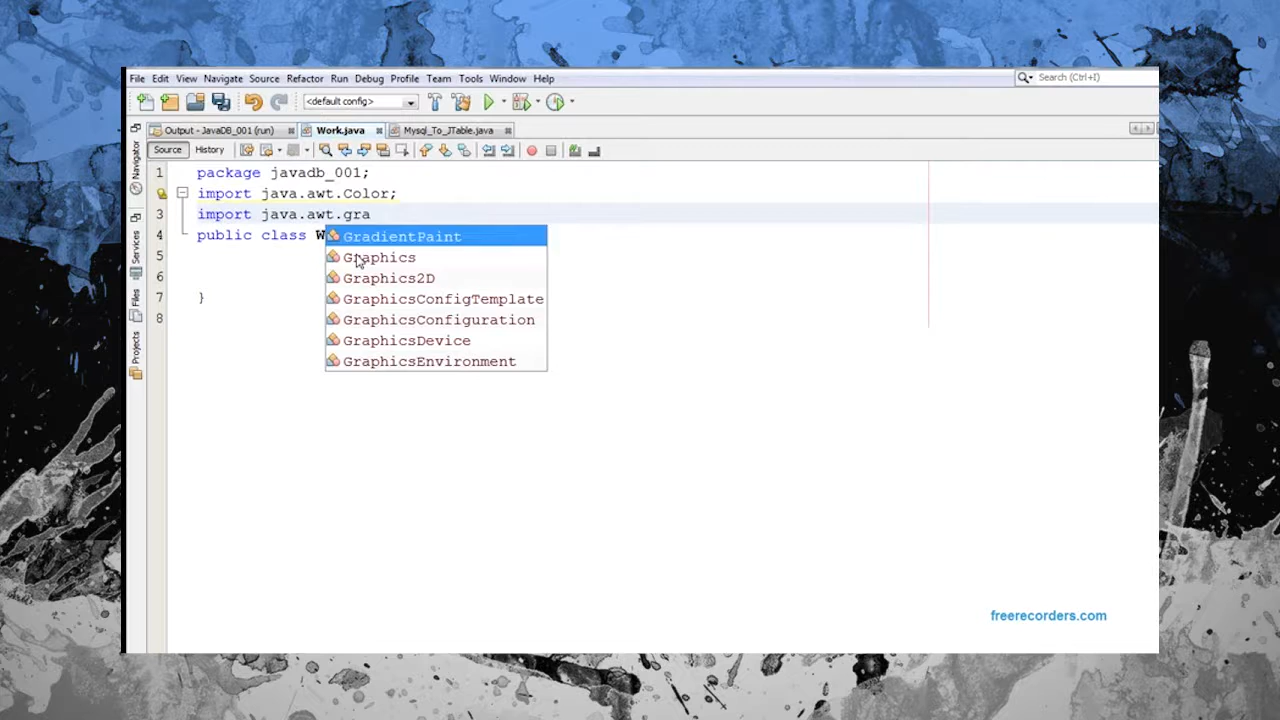 File Edit View Navigate Source Refactor Run Debug Profile Team Tools Window Help
Search (Ctrl+I)
<default config>
Output - JavaDB_001 (run) Work.java Mysql_To_JTable.java
Source History
Navigator
Services
Files
Projects
1 package javadb_001;
import java.awt.Color;
3 import java.awt.gra
4 public class W
GradientPaint
5
Graphics
6
Graphics2D
7 }
GraphicsConfigTemplate
8
GraphicsConfiguration
GraphicsDevice
GraphicsEnvironment
freerecorders.com